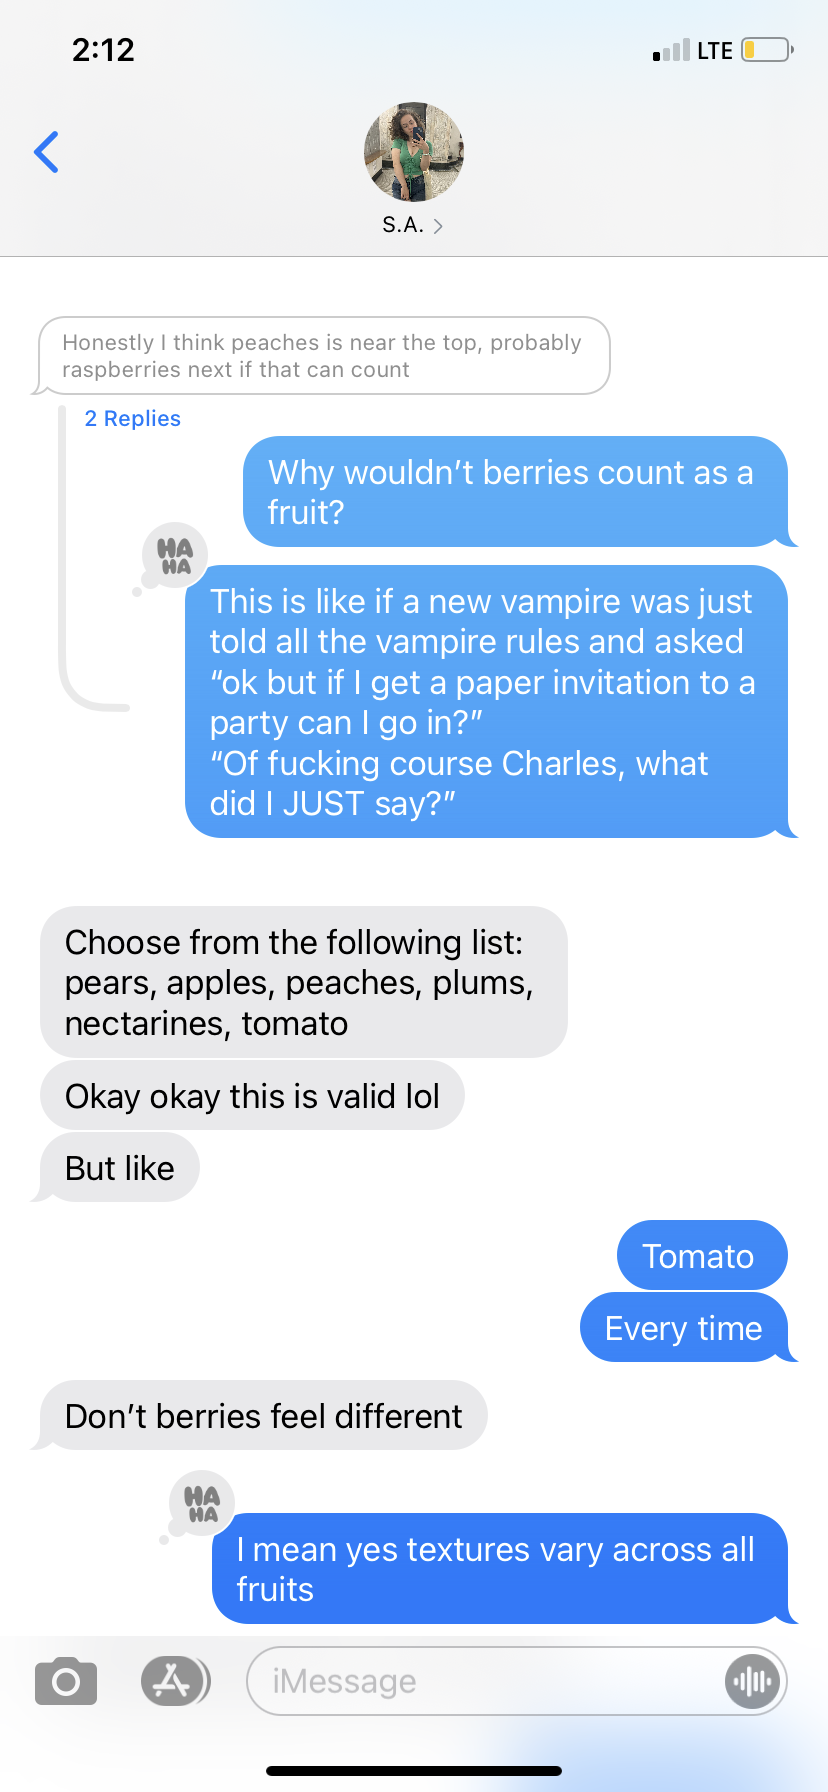 2:12
LTE
S.A.
Honestly I think peaches is near the top, probably
raspberries next if that can count
2 Replies
Why wouldn’t berries count as a
fruit?
HA
HA
This is like if a new vampire was just
told all the vampire rules and asked
“ok but if I get a paper invitation to a
party can I go in?”
“Of fucking course Charles, what
did I JUST say?”
Choose from the following list:
pears, apples, peaches, plums,
nectarines, tomato
Okay okay this is valid lol
But like
Tomato
Every time
Don’t berries feel different
HA
HA
I mean yes textures vary across all
fruits
iMessage